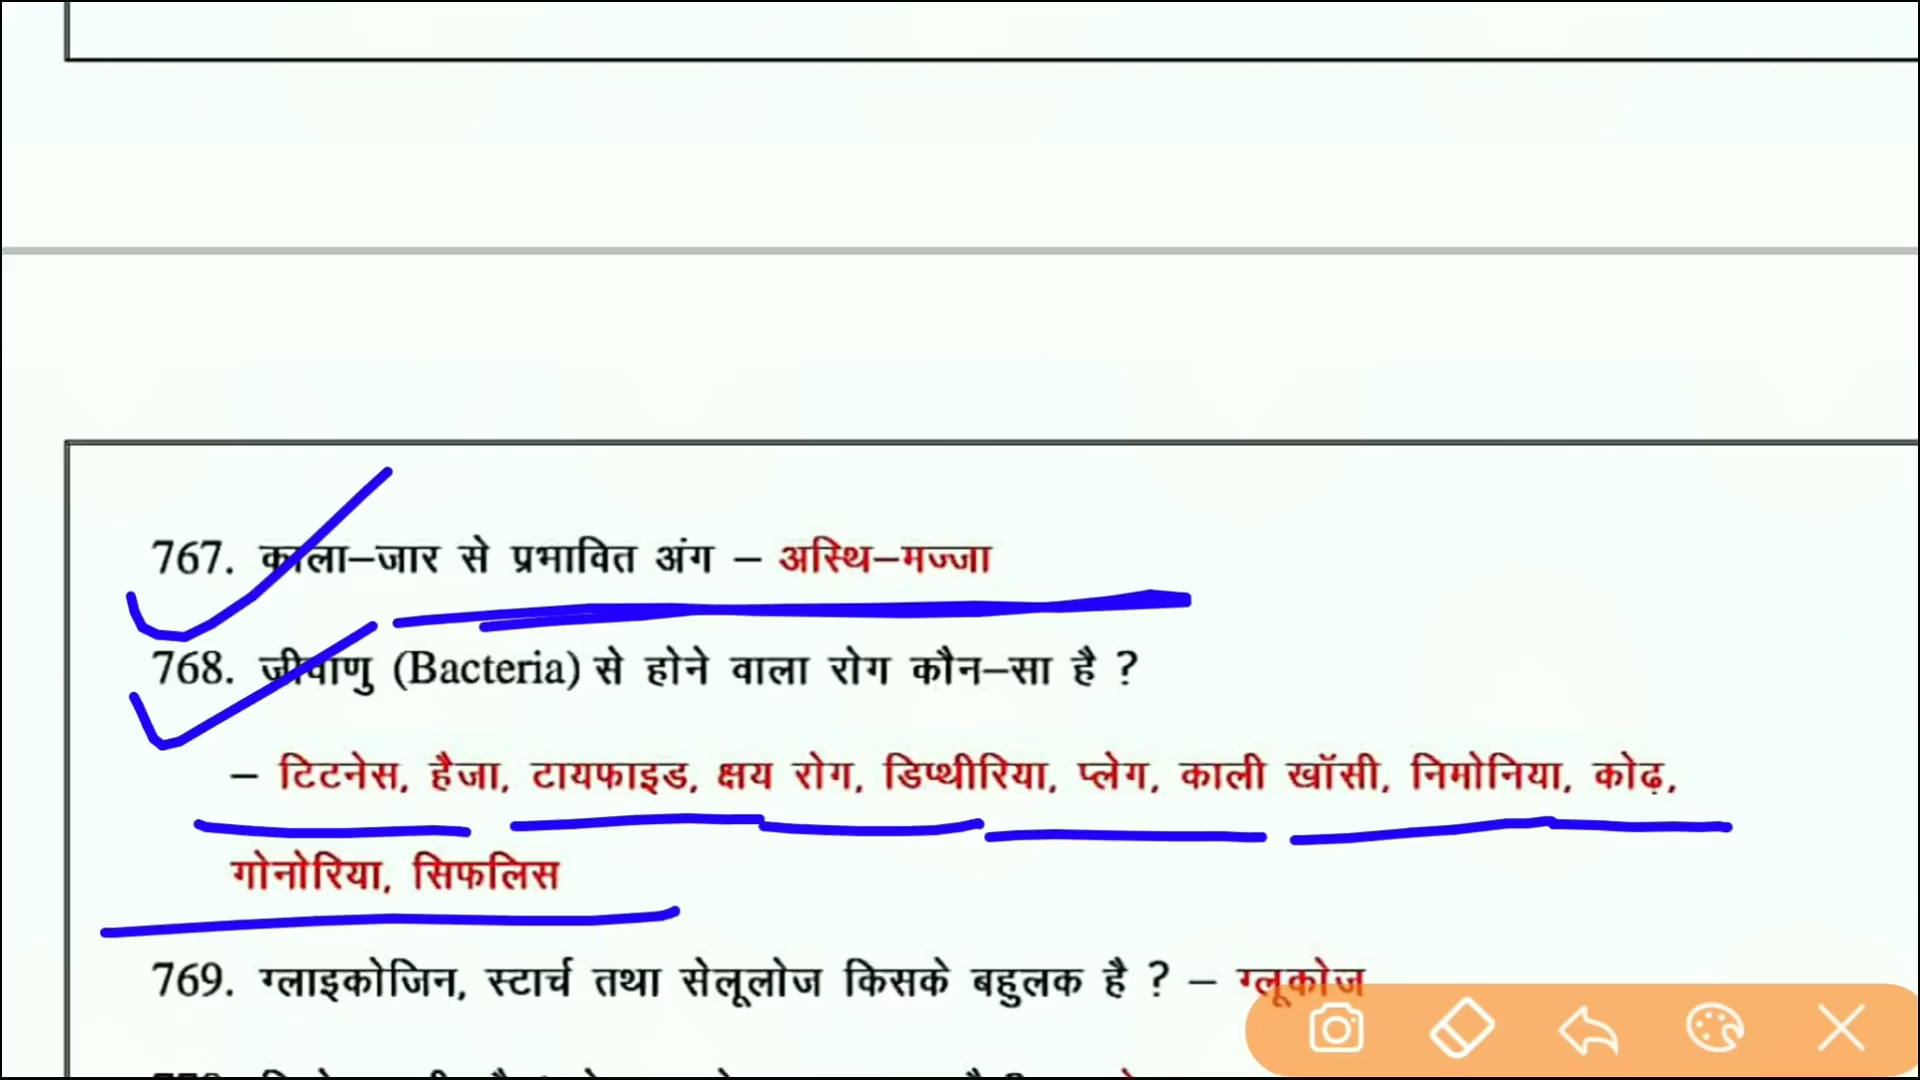 767. काला–जार से प्रभावित अंग – अस्थि–मज्जा
768. जीवाणु (Bacteria) से होने वाला रोग कौन–सा है ?
– टिटनेस, हैजा, टायफाइड, क्षय रोग, डिप्थीरिया, प्लेग, काली खॉसी, निमोनिया, कोढ़,
गोनोरिया, सिफलिस
769. ग्लाइकोजिन, स्टार्च तथा सेलूलोज किसके बहुलक है ? – ग्लूकोज